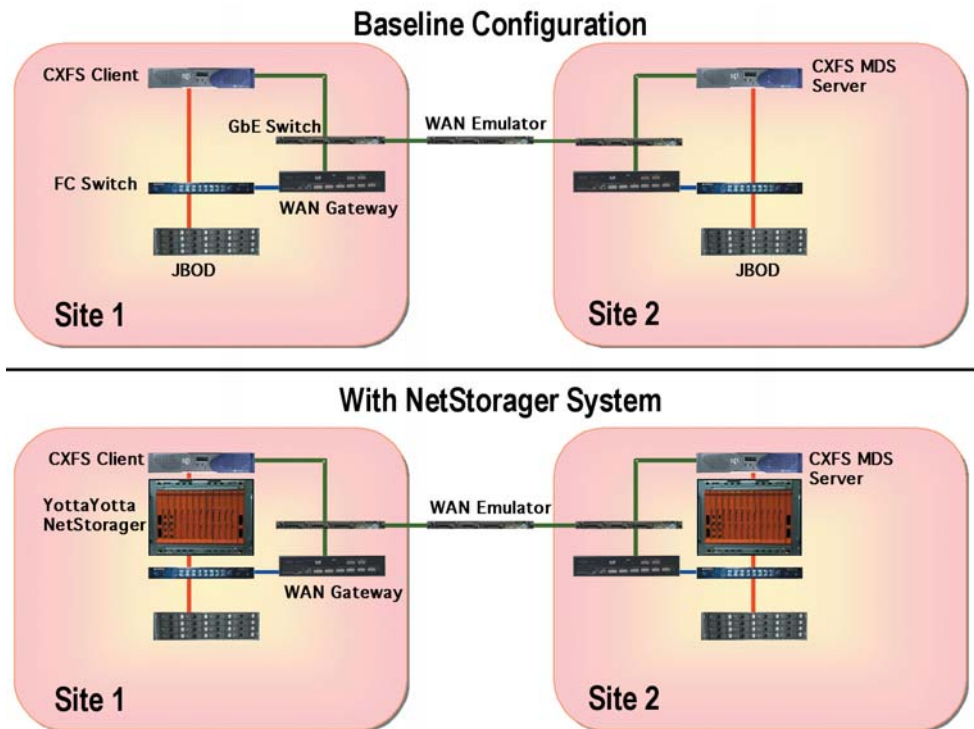 Baseline Configuration
CXFS Client
CXFS MDS
Server
GbE Switch
WAN Emulator
FC Switch
WAN Gateway
JBOD
JBOD
Site 1
Site 2
With NetStorager System
CXFS Client
CXFS MDS
Server
YottaYotta
NetStorager
WAN Emulator
WAN Gateway
Site 1
Site 2